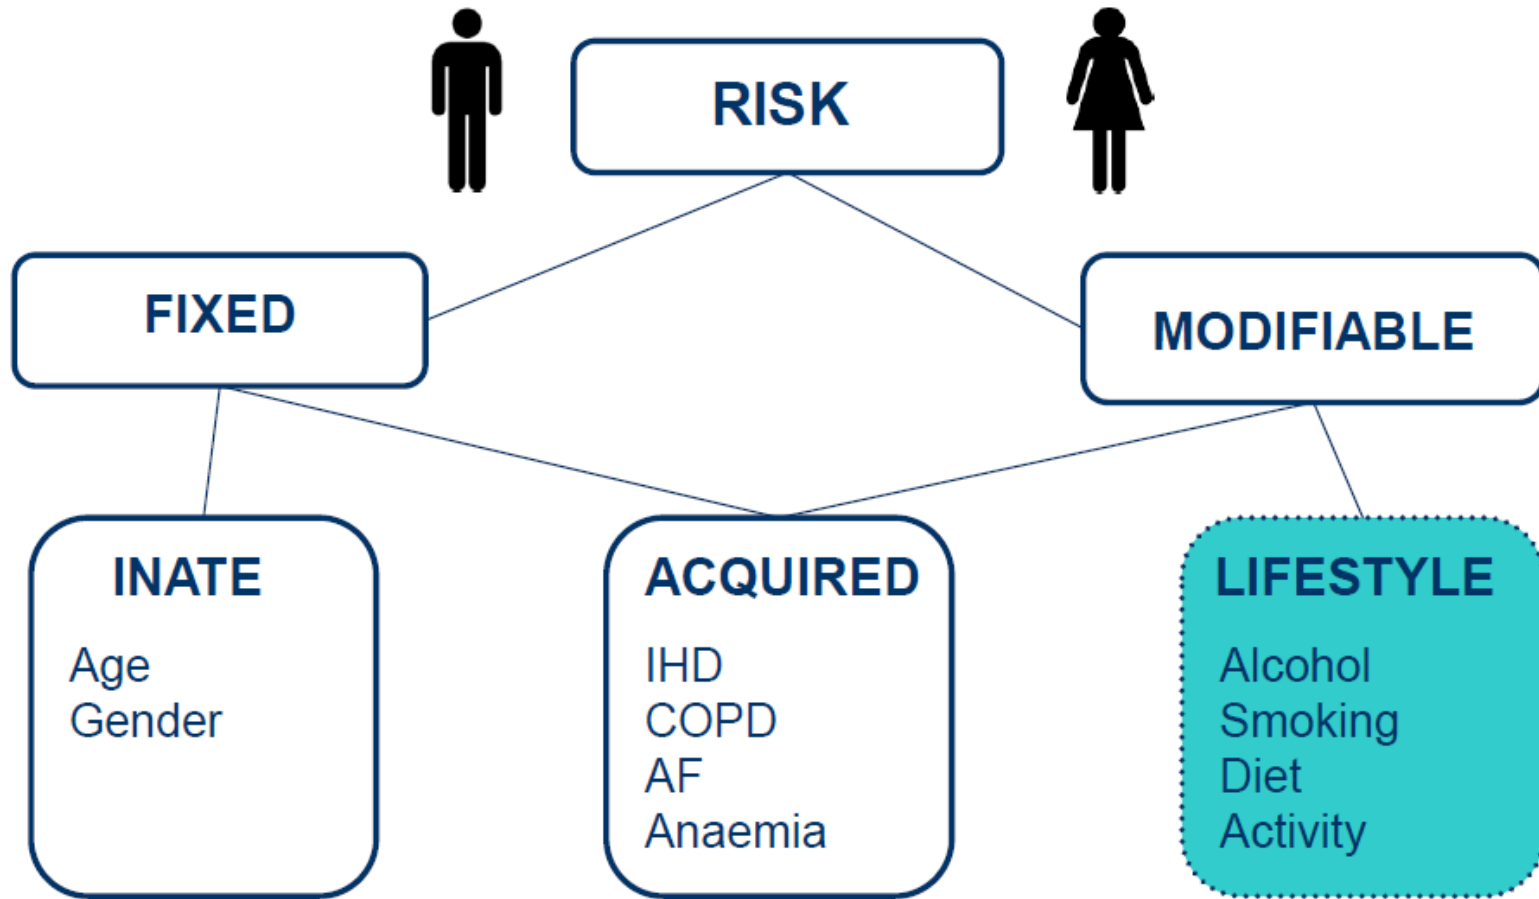 RISK
FIXED
MODIFIABLE
INATE
Age
Gender
ACQUIRED
IHD
COPD
AF
Anaemia
LIFESTYLE
Alcohol
Smoking
Diet
Activity